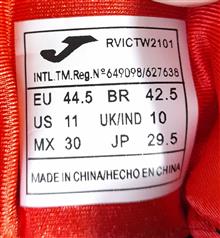 RVICTW2101
INTL.TM.Reg.Nº649098/627638
EU 44.5 BR 42.5
US 11 UK/IND 10
MX 30 JP 29.5
MADE IN CHINA/HECHO EN CHINA